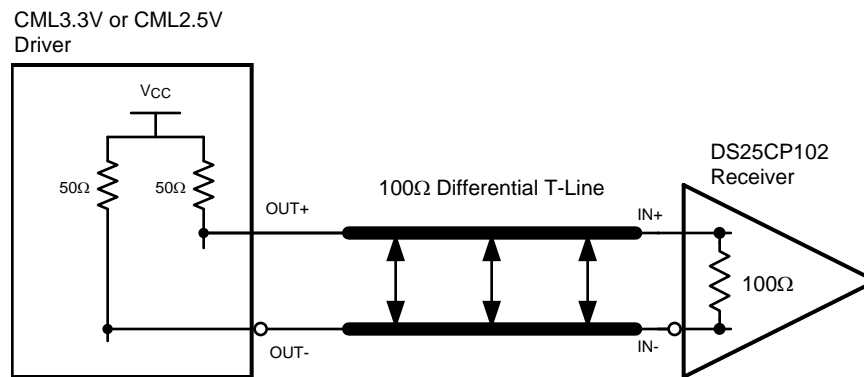 CML3.3V or CML2.5V
Driver
VCC
50Ω
50Ω
OUT+
OUT-
100Ω Differential T-Line
IN+
IN-
DS25CP102
Receiver
100Ω